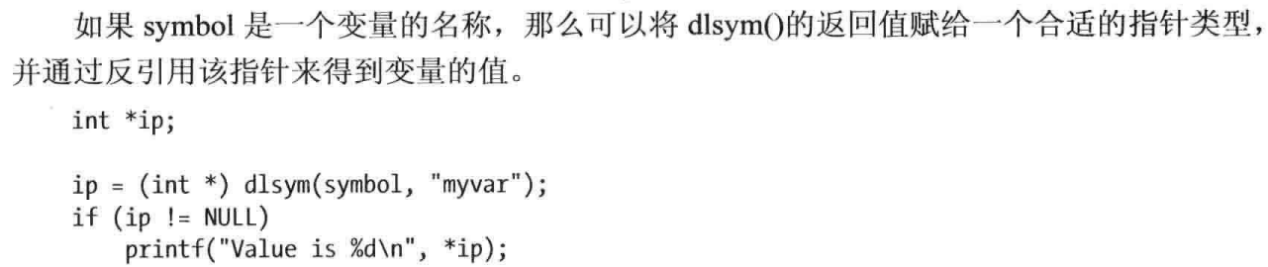 如果 symbol 是一个变量的名称，那么可以将 dlsym()的返回值赋给一个合适的指针类型，
并通过反引用该指针来得到变量的值。
int *ip;
ip = (int *) dlsym(symbol, "myvar");
if (ip != NULL)
    printf("Value is %d\n", *ip);